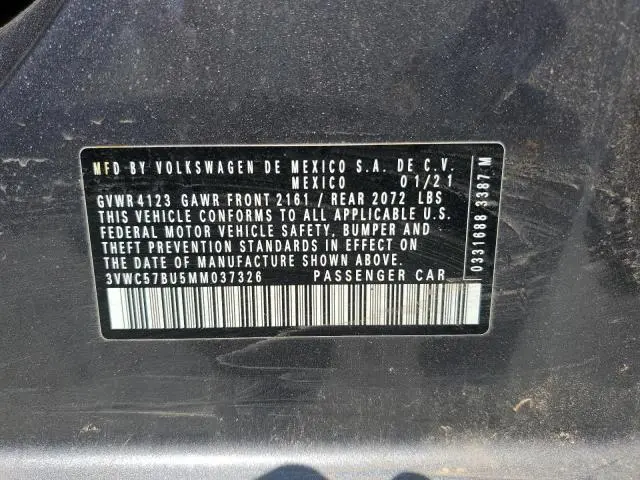 MFD BY VOLKSWAGEN DE MEXICO S.A. DE C.V.
MEXICO 01/21
GVWR 4123 GAWR FRONT 2161 / REAR 2072 LBS
THIS VEHICLE CONFORMS TO ALL APPLICABLE U.S.
FEDERAL MOTOR VEHICLE SAFETY, BUMPER AND
THEFT PREVENTION STANDARDS IN EFFECT ON
THE DATE OF MANUFACTURE SHOWN ABOVE.
3VWC57BU5MM037326 PASSENGER CAR
0331688 3387 M